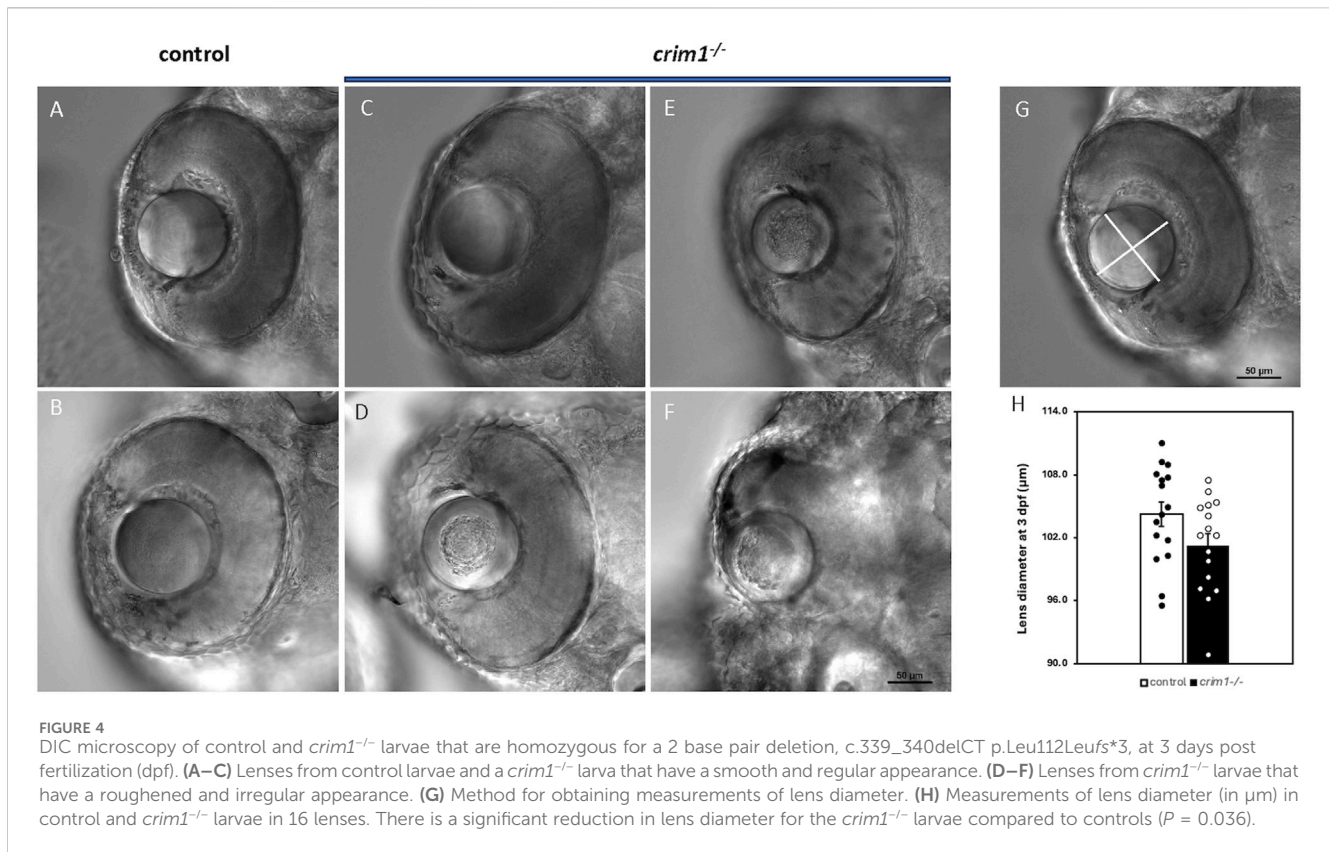 control
crim1-/-
A
C
E
G
50 µm
B
D
F
50 µm
H
114.0
108.0
102.0
96.0
90.0
Lens diameter at 3 dpf (µm)
control crim1-/-
FIGURE 4
DIC microscopy of control and crim1−/− larvae that are homozygous for a 2 base pair deletion, c.339_340delCT p.Leu112Leufs*3, at 3 days post
fertilization (dpf). (A–C) Lenses from control larvae and a crim1−/− larva that have a smooth and regular appearance. (D–F) Lenses from crim1−/− larvae that
have a roughened and irregular appearance. (G) Method for obtaining measurements of lens diameter. (H) Measurements of lens diameter (in µm) in
control and crim1−/− larvae in 16 lenses. There is a significant reduction in lens diameter for the crim1−/− larvae compared to controls (P = 0.036).